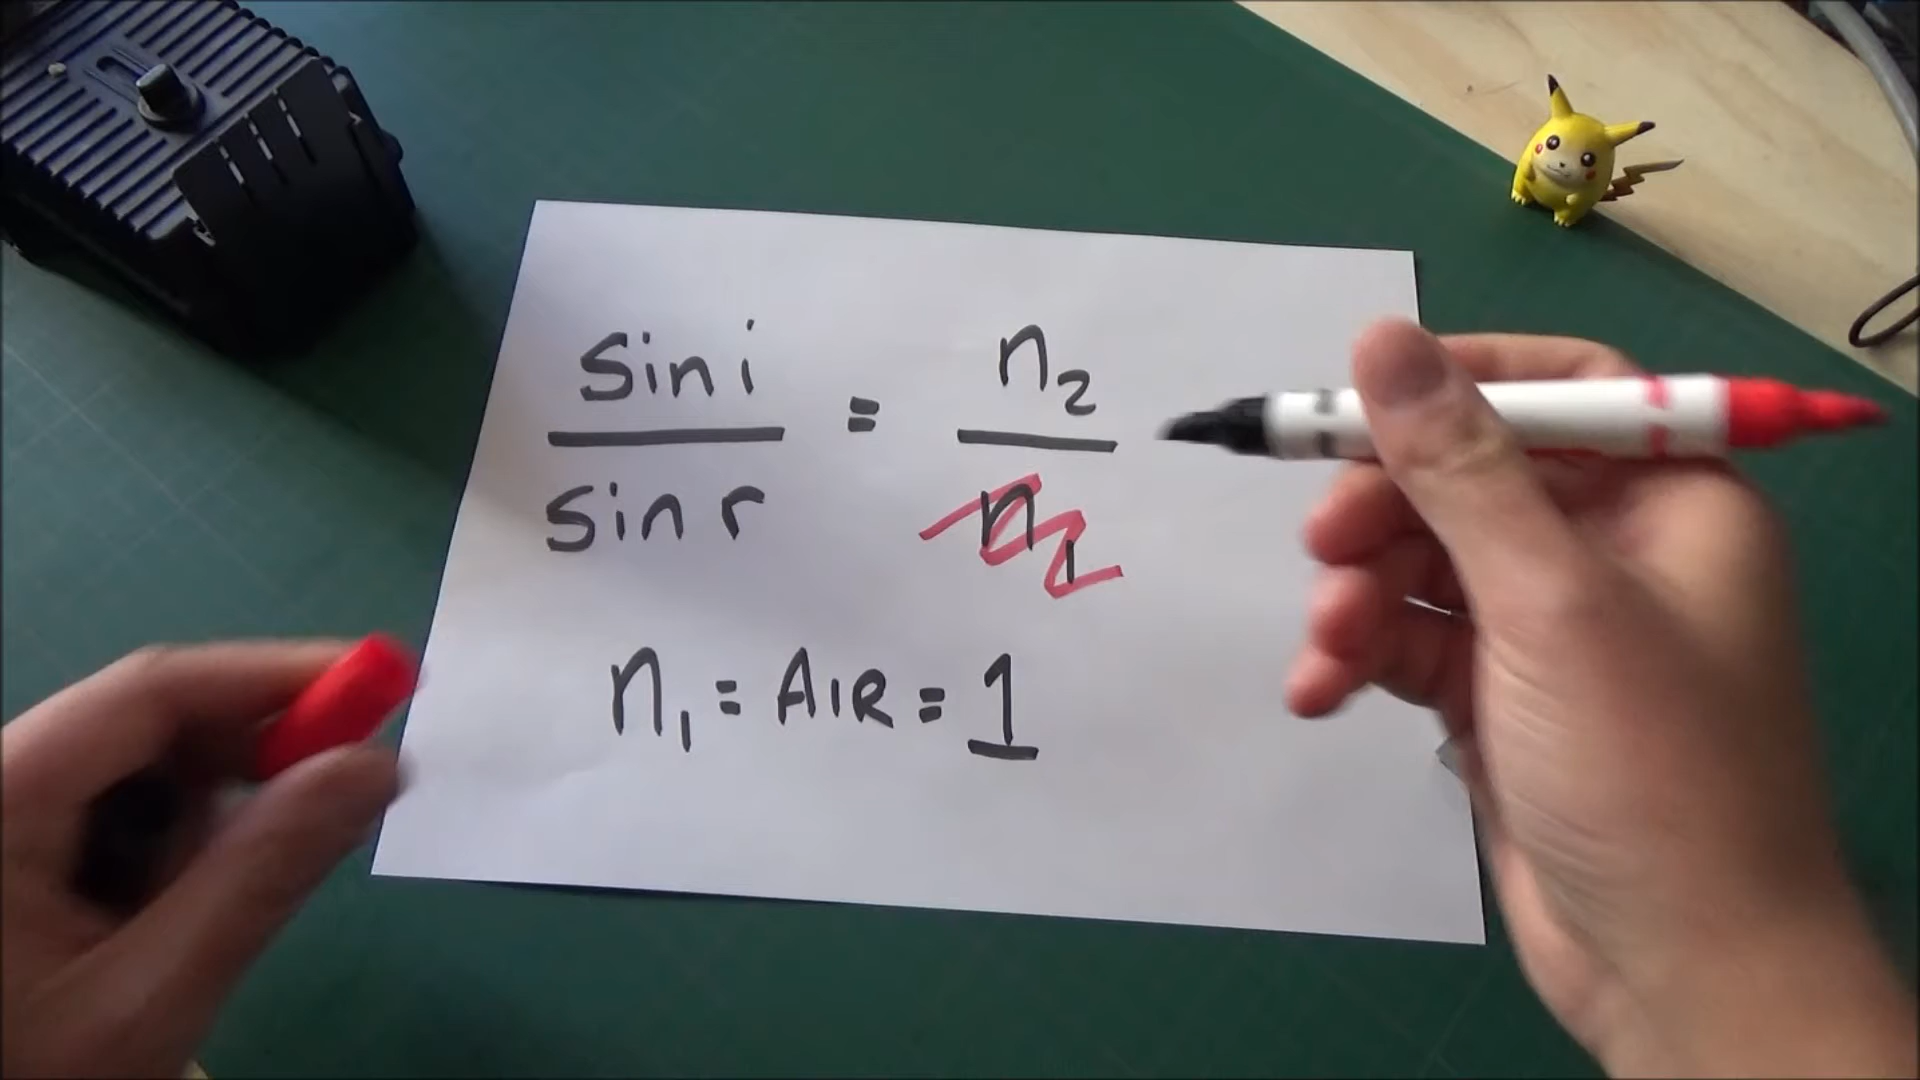 sin i = n₂
sin r n₁
n₁ = AIR = 1